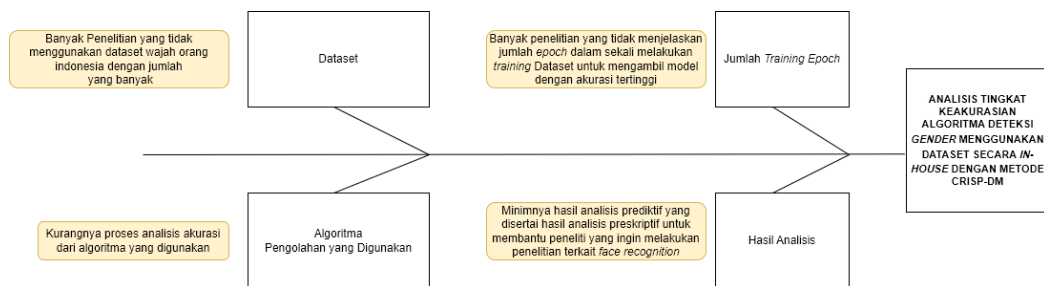 Banyak Penelitian yang tidak
menggunakan dataset wajah orang
indonesia dengan jumlah
yang banyak
Dataset
Banyak penelitian yang tidak menjelaskan
jumlah epoch dalam sekali melakukan
training Dataset untuk mengambil model
dengan akurasi tertinggi
Jumlah Training Epoch
ANALISIS TINGKAT
KEAKURASIAN
ALGORITMA DETEKSI
GENDER MENGGUNAKAN
DATASET SECARA IN-
HOUSE DENGAN METODE
CRISP-DM
Kurangnya proses analisis akurasi
dari algoritma yang digunakan
Algoritma
Pengolahan yang Digunakan
Minimnya hasil analisis prediktif yang
disertai hasil analisis preskriptif untuk
membantu peneliti yang ingin melakukan
penelitian terkait face recognition
Hasil Analisis